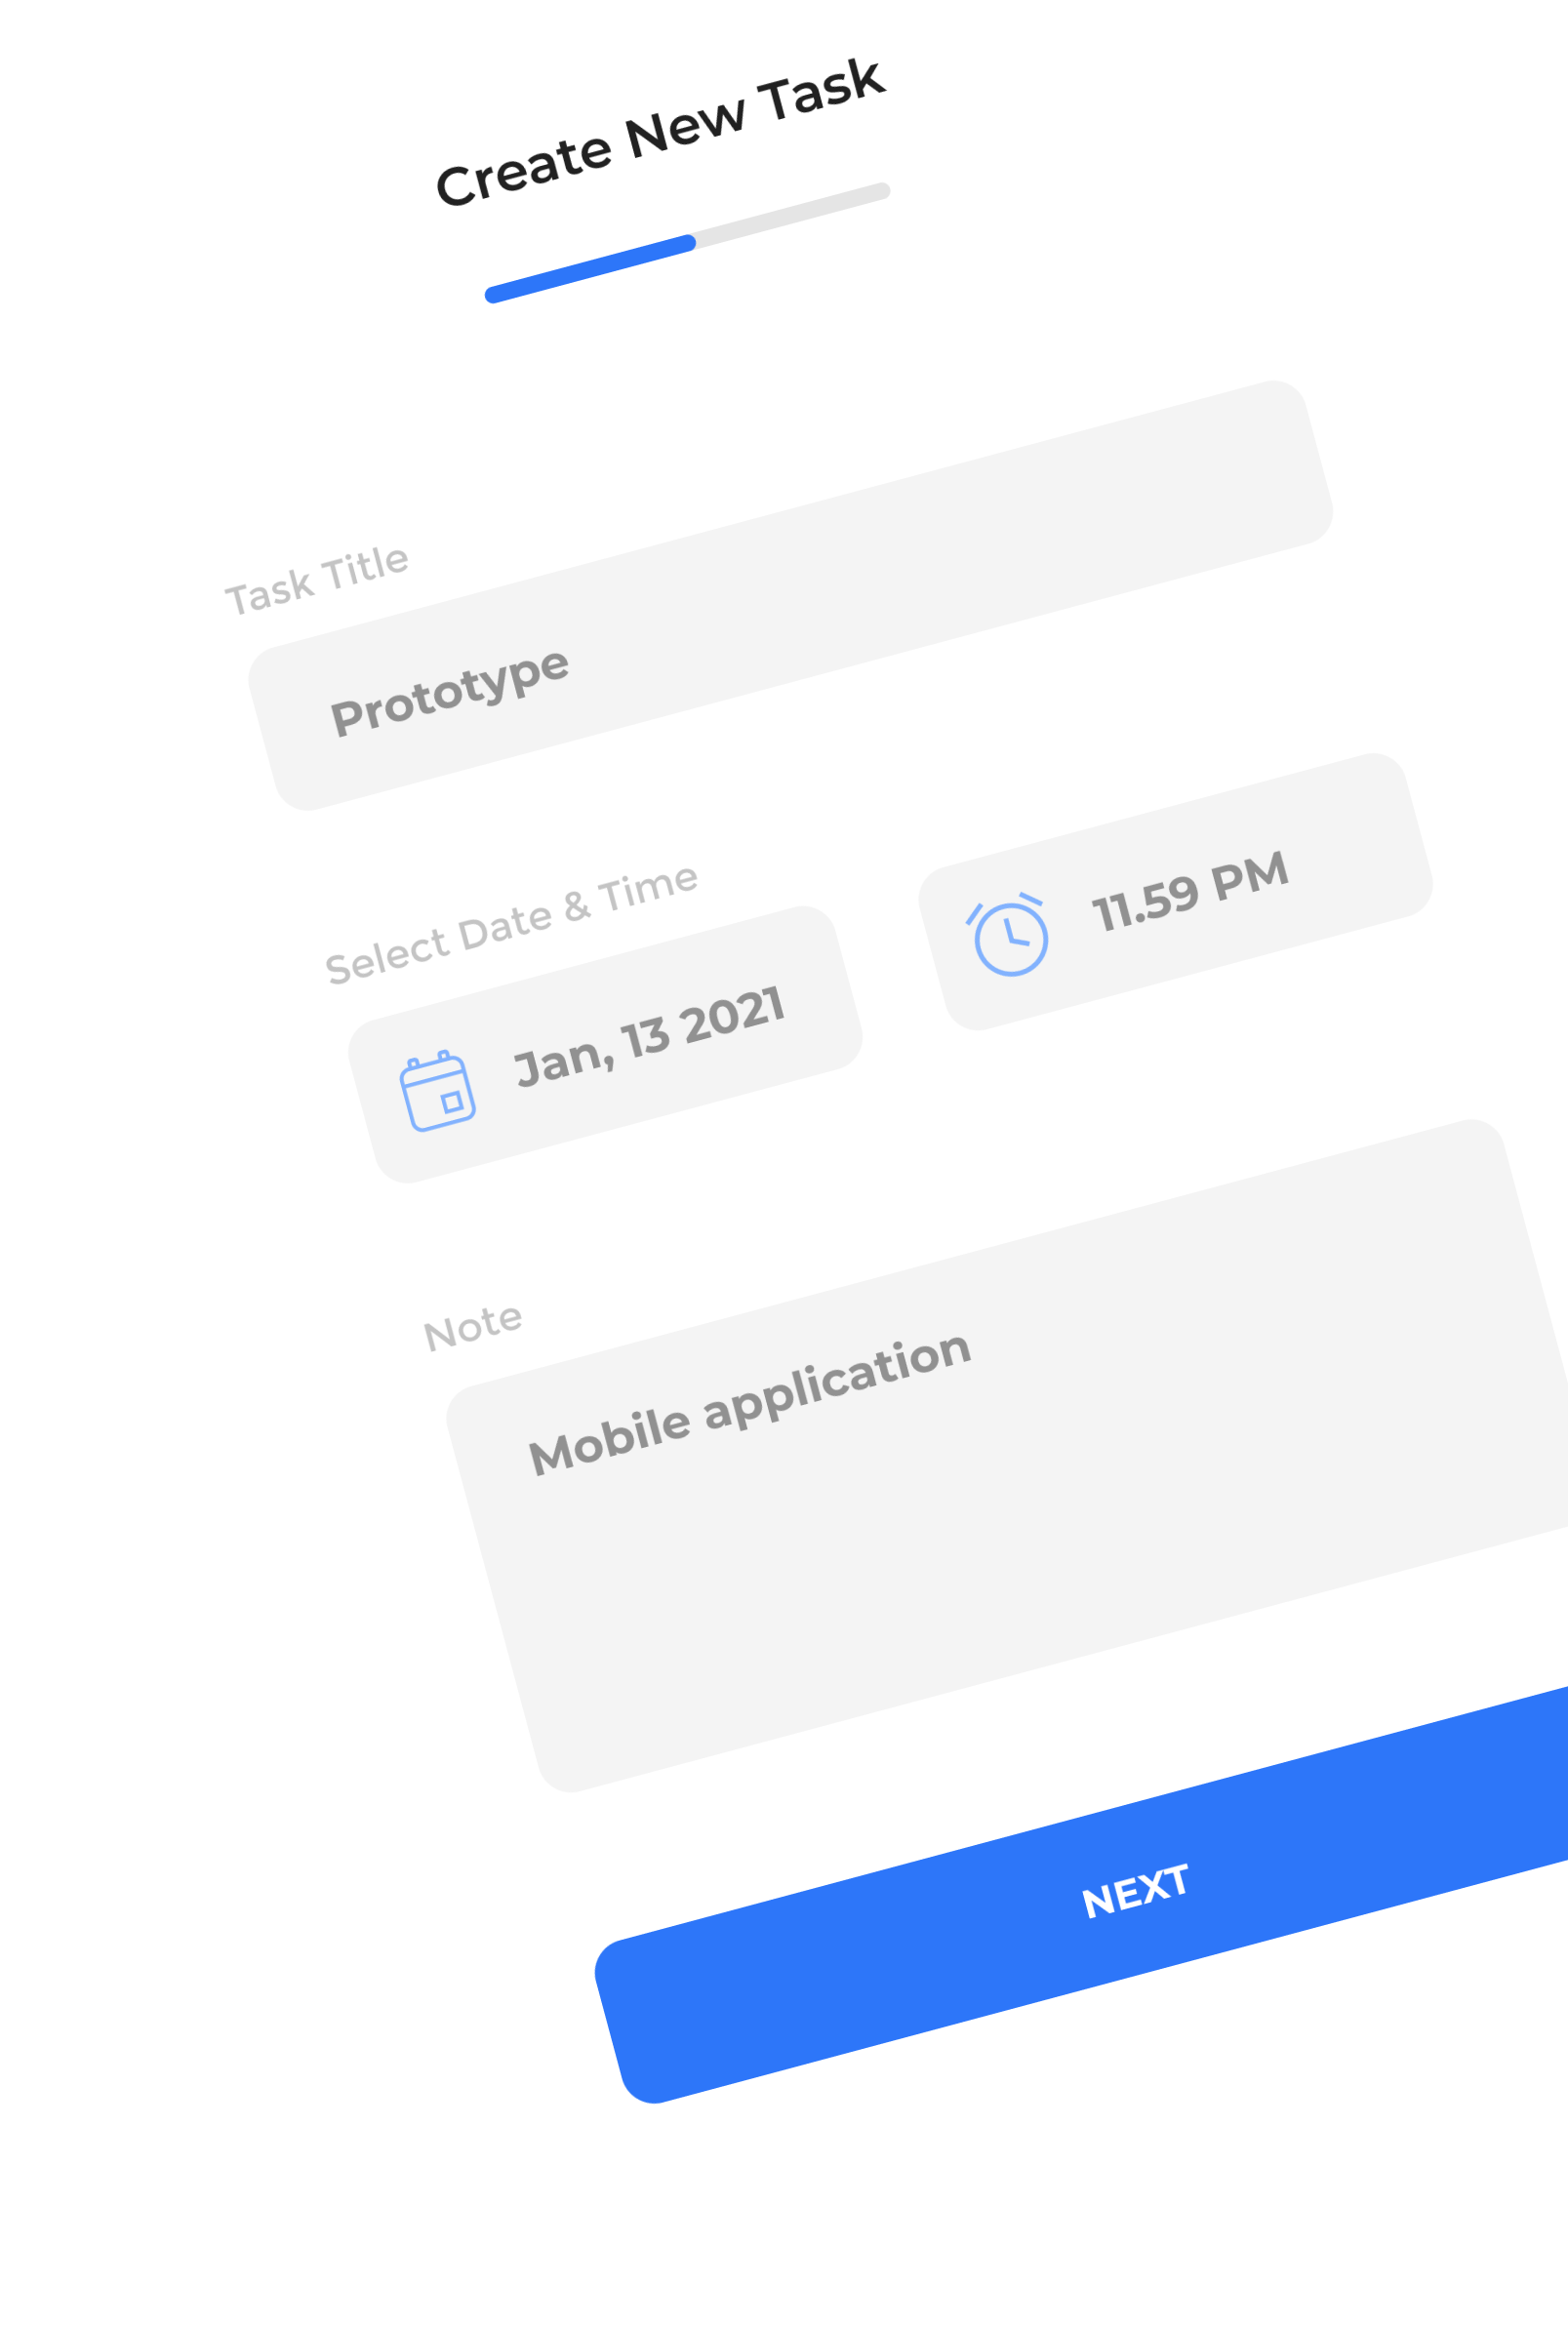 Create New Task
Task Title
Prototype
Select Date & Time
Jan, 13 2021
11.59 PM
Note
Mobile application
NEXT